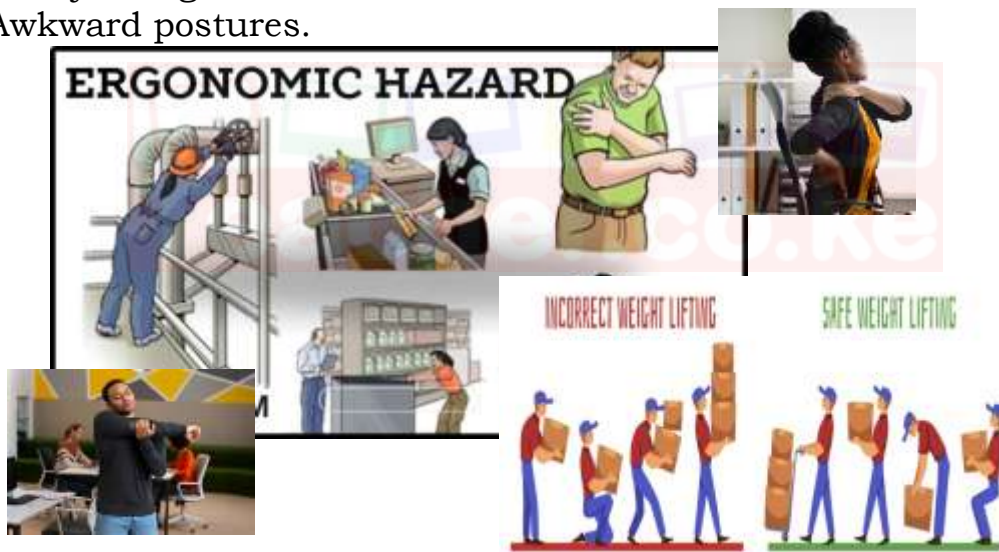 Awkward postures.
ERGONOMIC HAZARD
INCORRECT WEIGHT LIFTING
SAFE WEIGHT LIFTING